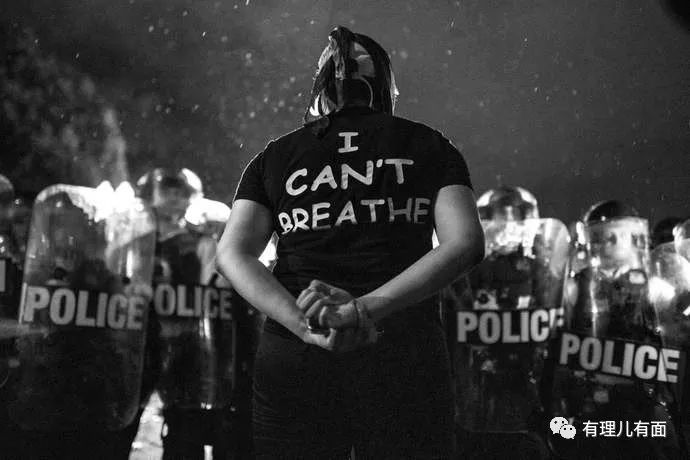 I
CAN'T
BREATHE
POLICE
POLICE
POLICE
POLICE
有理儿有面